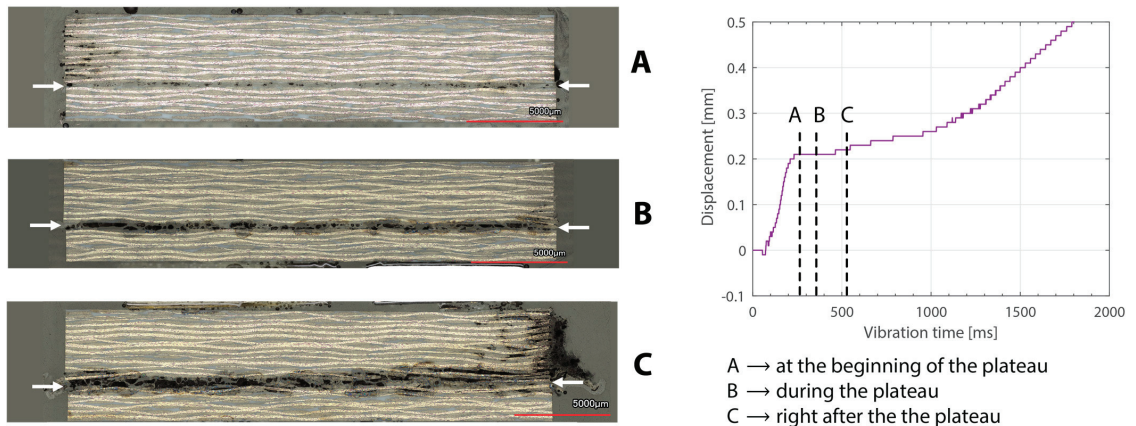 A
5000μm
B
5000μm
C
5000μm
Displacement [mm]
0.5
0.4
0.3
0.2
0.1
0
-0.1
A B C
0 500 1000 1500 2000
Vibration time [ms]
A → at the beginning of the plateau
B → during the plateau
C → right after the the plateau